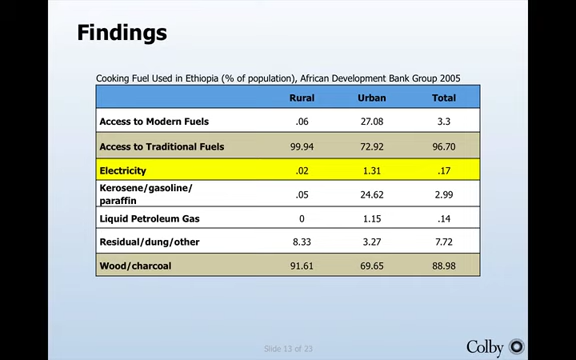 Findings
Cooking Fuel Used in Ethiopia (% of population), African Development Bank Group 2005
Rural Urban Total
Access to Modern Fuels .06 27.08 3.3
Access to Traditional Fuels 99.94 72.92 96.70
Electricity .02 1.31 .17
Kerosene/gasoline/
paraffin .05 24.62 2.99
Liquid Petroleum Gas 0 1.15 .14
Residual/dung/other 8.33 3.27 7.72
Wood/charcoal 91.61 69.65 88.98
Slide 13 of 23
Colby